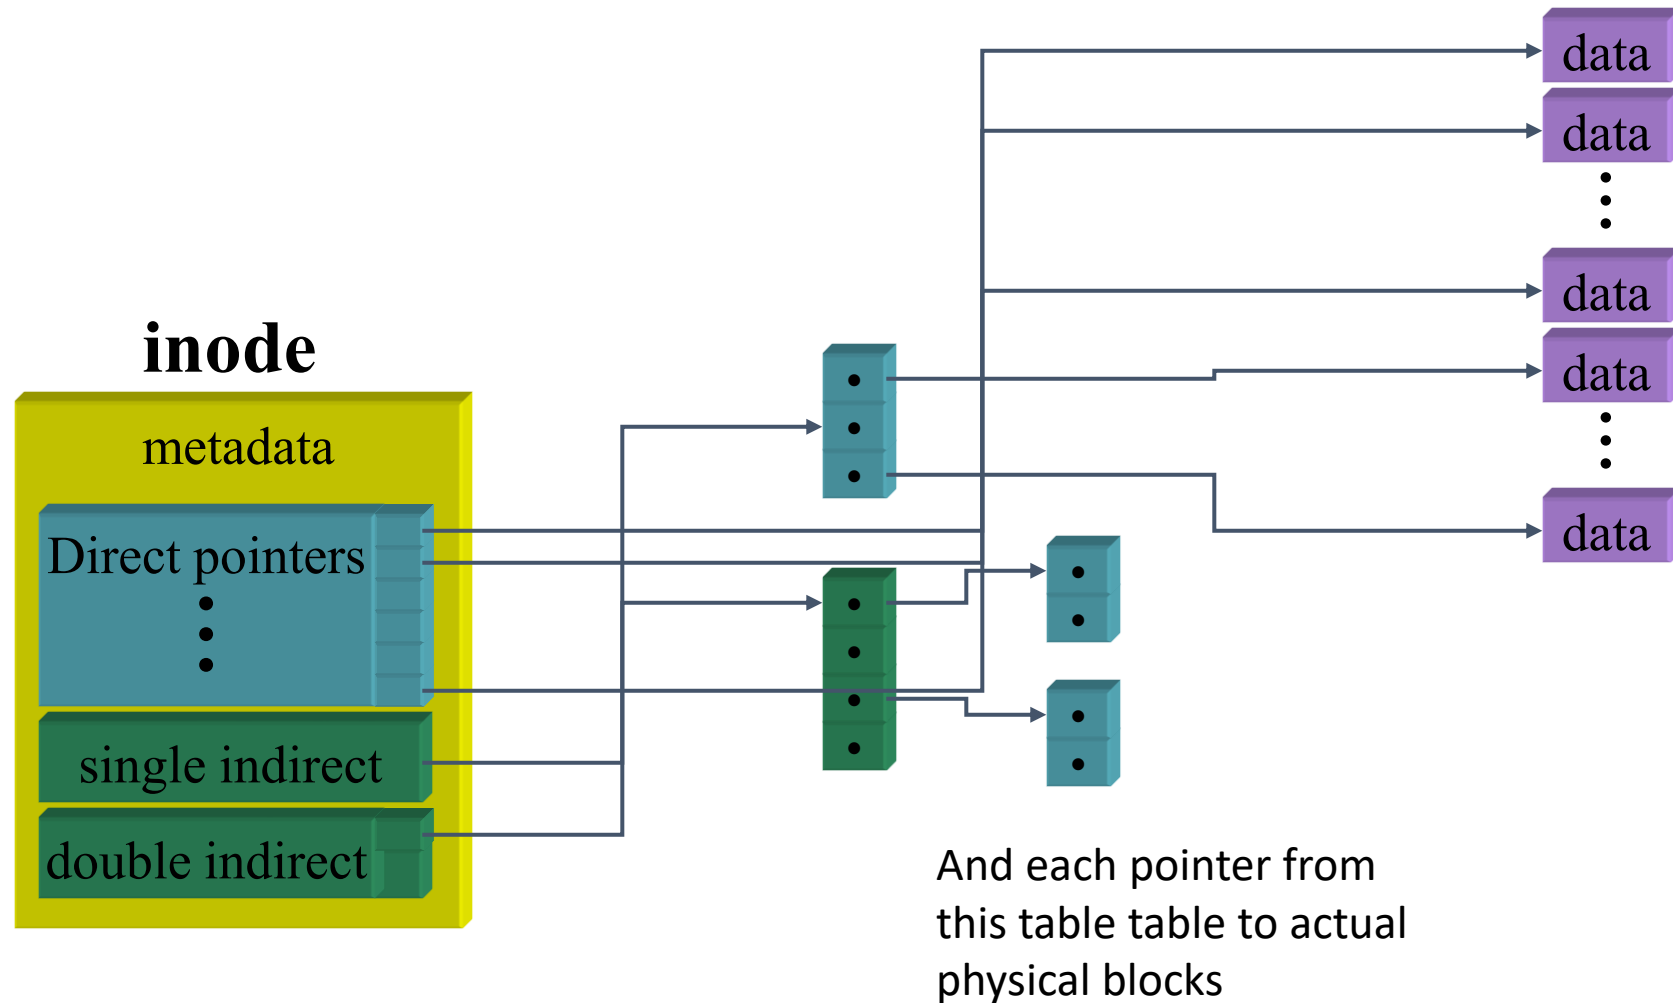 inode
metadata
Direct pointers
single indirect
double indirect
data
data
data
data
data
And each pointer from
this table table to actual
physical blocks